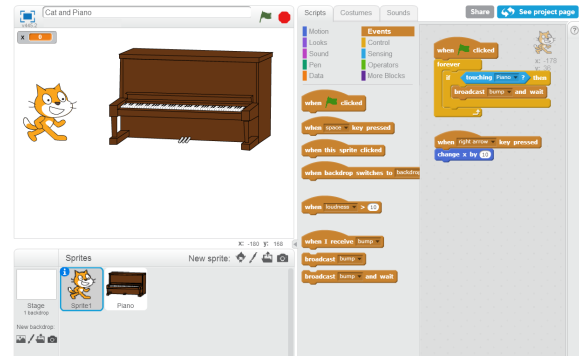 Cat and Piano
x 0
X: -180 y: 168
Sprites
New sprite:
Stage
1 backdrop
New backdrop
Sprite1
Piano
Scripts
Costumes
Sounds
Share
See project page
Motion
Looks
Sound
Pen
Data
Events
Control
Sensing
Operators
More Blocks
when clicked
when space key pressed
when this sprite clicked
when backdrop switches to backdrop
when loudness > 10
when I receive bump
broadcast bump
broadcast bump and wait
?
when clicked
forever
if touching Piano ? then
broadcast bump and wait
when right arrow key pressed
change x by 10
x: -178